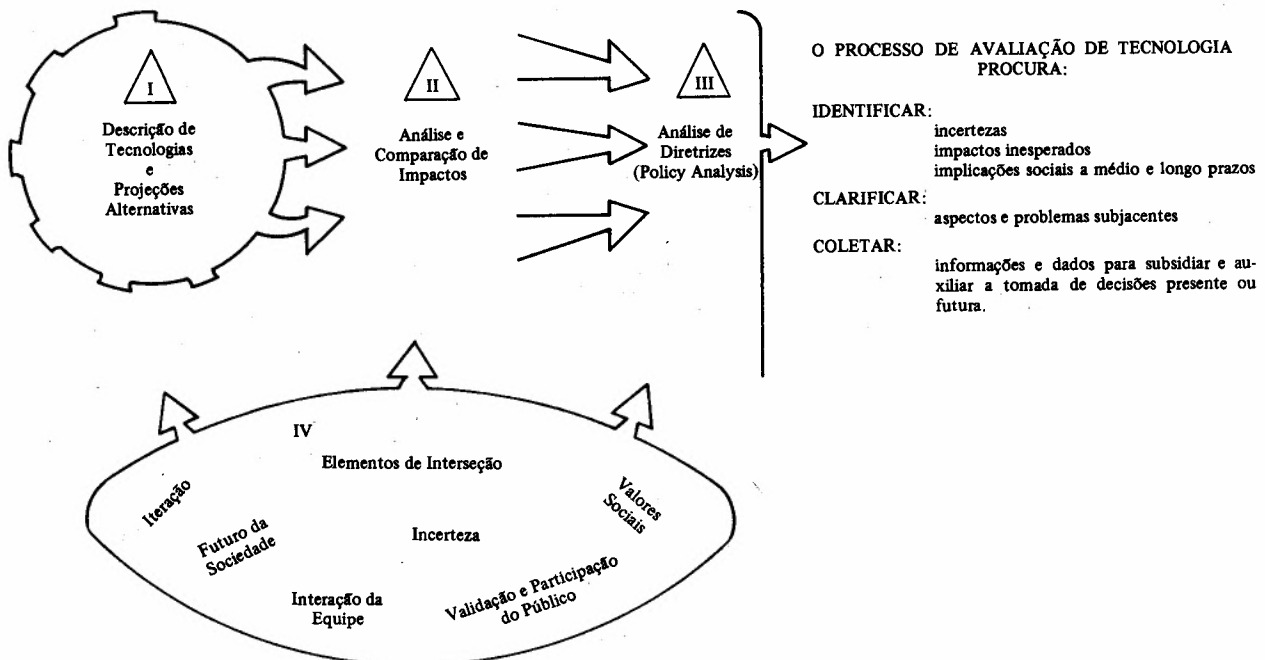 I
Descrição de
Tecnologias
e
Projeções
Alternativas
II
Análise e
Comparação de
Impactos
III
Análise de
Diretrizes
(Policy Analysis)
O PROCESSO DE AVALIAÇÃO DE TECNOLOGIA
PROCURA:
IDENTIFICAR:
incertezas
impactos inesperados
implicações sociais a médio e longo prazos
CLARIFICAR:
aspectos e problemas subjacentes
COLETAR:
informações e dados para subsidiar e au-
xiliar a tomada de decisões presente ou
futura.
IV
Elementos de Interseção
Iteração
Futuro da
Sociedade
Incerteza
Valores
Sociais
Interação da
Equipe
Validação e Participação
do Público